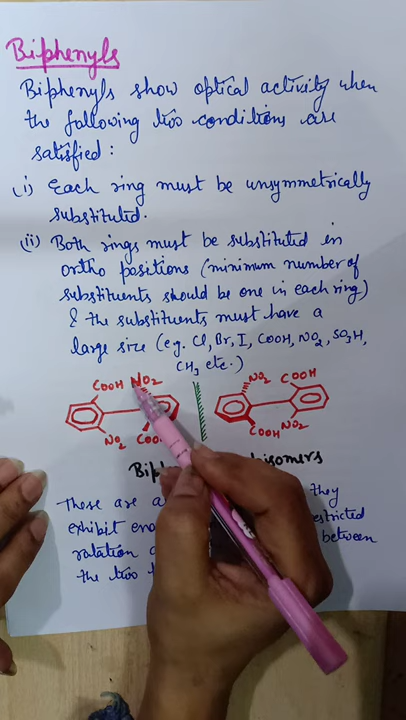 Biphenyls
Biphenyls show optical activity when
the following two conditions are
satisfied:
(i) Each ring must be unsymmetrically
substituted.
(ii) Both rings must be substituted in
ortho positions (minimum number of
substituents should be one in each ring)
& the substituents must have a
large size (e.g. Cl, Br, I, COOH, NO2, SO3H,
CH3 etc.)
COOH NO2 NO2 COOH
NO2 COOH NO2
These are they
exhibit
rotation between
the two